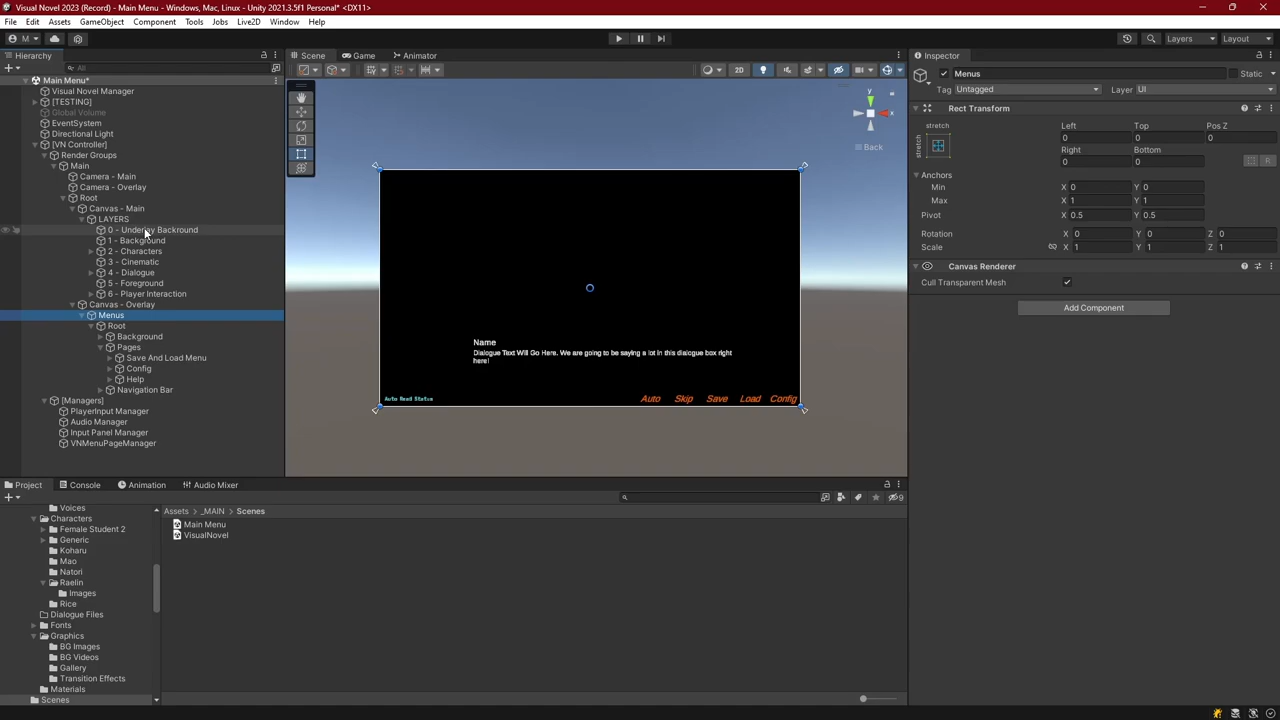 Visual Novel 2023 (Record) - Main Menu - Windows, Mac, Linux - Unity 2021.3.5f1 Personal* <DX11>
File Edit Assets GameObject Component Tools Jobs Live2D Window Help
M Layers Layout
Hierarchy Scene Game Animator Inspector
All
Main Menu*
Visual Novel Manager
[TESTING]
Global Volume
EventSystem
Directional Light
[VN Controller]
Render Groups
Main
Camera - Main
Camera - Overlay
Root
Canvas - Main
LAYERS
0 - Underlay Backround
1 - Background
2 - Characters
3 - Cinematic
4 - Dialogue
5 - Foreground
6 - Player Interaction
Canvas - Overlay
Menus
Root
Background
Pages
Save And Load Menu
Config
Help
Navigation Bar
[Managers]
PlayerInput Manager
Audio Manager
Input Panel Manager
VNMenuPageManager
2D
y
x
Back
Name
Dialogue Text Will Go Here. We are going to be saying a lot in this dialogue box right
here!
Auto Read Status
Auto Skip Save Load Config
Menus Static
Tag Untagged Layer UI
Rect Transform
stretch Left Top Pos Z
stretch 0 0 0
Right Bottom
0 0 R
Anchors
Min X 0 Y 0
Max X 1 Y 1
Pivot X 0.5 Y 0.5
Rotation X 0 Y 0 Z 0
Scale X 1 Y 1 Z 1
Canvas Renderer
Cull Transparent Mesh
Add Component
Project Console Animation Audio Mixer
9
Voices
Characters
Female Student 2
Generic
Koharu
Mao
Natori
Raelin
Images
Rice
Dialogue Files
Fonts
Graphics
BG Images
BG Videos
Gallery
Transition Effects
Materials
Scenes
Assets > _MAIN > Scenes
Main Menu
VisualNovel